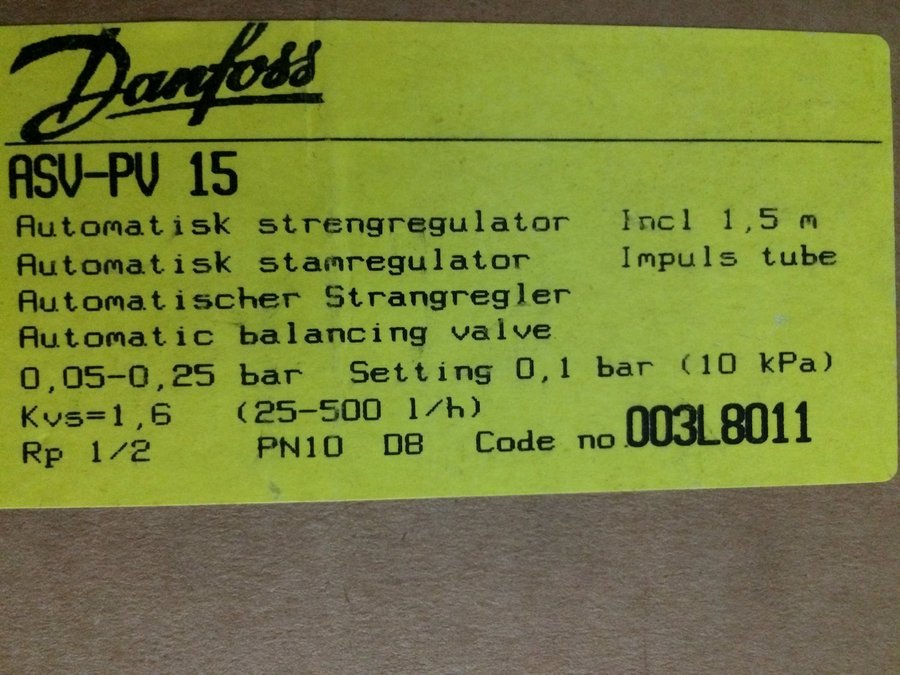 Danfoss
ASV-PV 15
Automatisk strengregulator Incl 1,5 m
Automatisk stamregulator Impuls tube
Automatischer Strangregler
Automatic balancing valve
0,05-0,25 bar Setting 0,1 bar (10 kPa)
Kvs=1,6 (25-500 l/h)
Rp 1/2 PN10 D8 Code no.003L8011